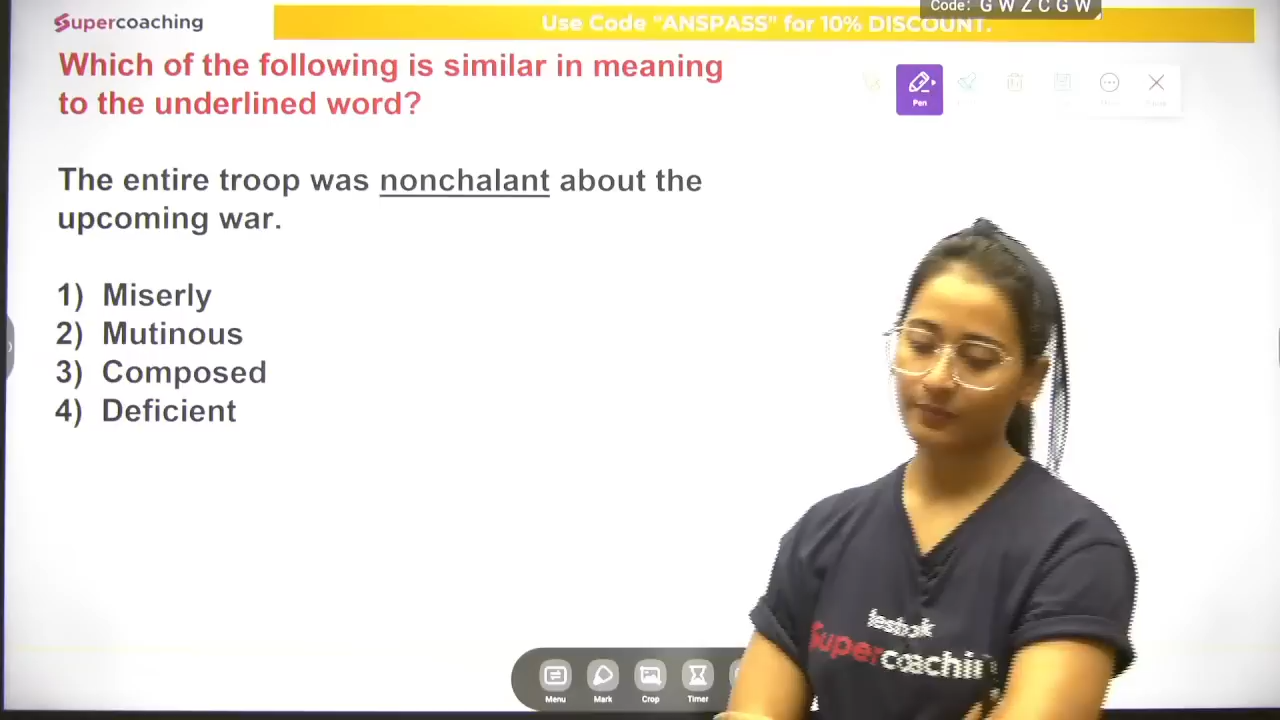 Supercoaching
Use Code "ANSPASS" for 10% DISCOUNT.
Code: G W Z C G W
Which of the following is similar in meaning
to the underlined word?
Pen
The entire troop was nonchalant about the
upcoming war.
1) Miserly
2) Mutinous
3) Composed
4) Deficient
Supercoachin
Menu
Mark
Crop
Timer